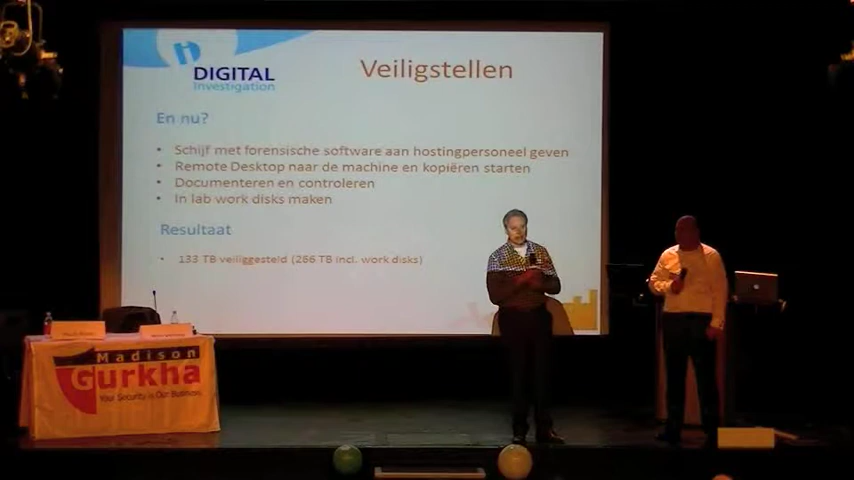 DIGITAL
investigation
Veiligstellen
En nu?
• Schijf met forensische software aan hostingpersoneel geven
• Remote Desktop naar de machine en kopiëren starten
• Documenteren en controleren
• In lab work disks maken
Resultaat
• 133 TB veiliggesteld (266 TB incl. work disks)
Madison
Gurkha
Your Security is Our Business